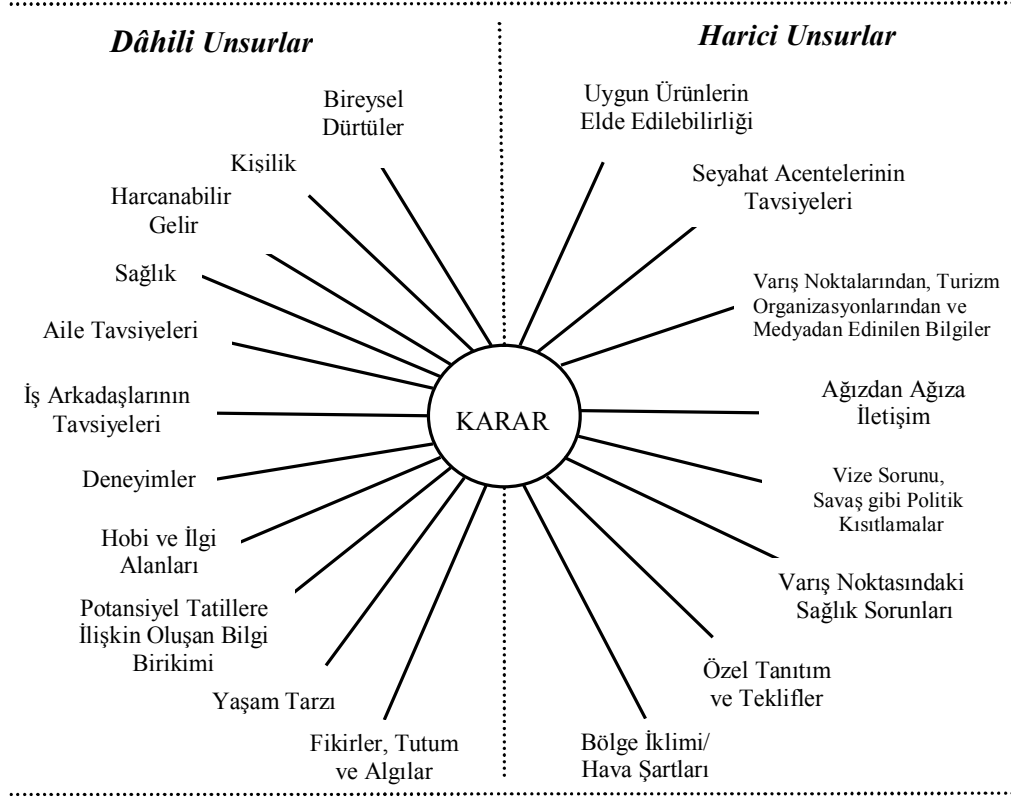 Dâhili Unsurlar
Bireysel
Dürtüler
Kişilik
Harcanabilir
Gelir
Sağlık
Aile Tavsiyeleri
İş Arkadaşlarının
Tavsiyeleri
Deneyimler
Hobi ve İlgi
Alanları
Potansiyel Tatillere
İlişkin Oluşan Bilgi
Birikimi
Yaşam Tarzı
Fikirler, Tutum
ve Algılar
KARAR
Harici Unsurlar
Uygun Ürünlerin
Elde Edilebilirliği
Seyahat Acentelerinin
Tavsiyeleri
Varış Noktalarından, Turizm
Organizasyonlarından ve
Medyadan Edinilen Bilgiler
Ağızdan Ağıza
İletişim
Vize Sorunu,
Savaş gibi Politik
Kısıtlamalar
Varış Noktasındaki
Sağlık Sorunları
Özel Tanıtım
ve Teklifler
Bölge İklimi/
Hava Şartları